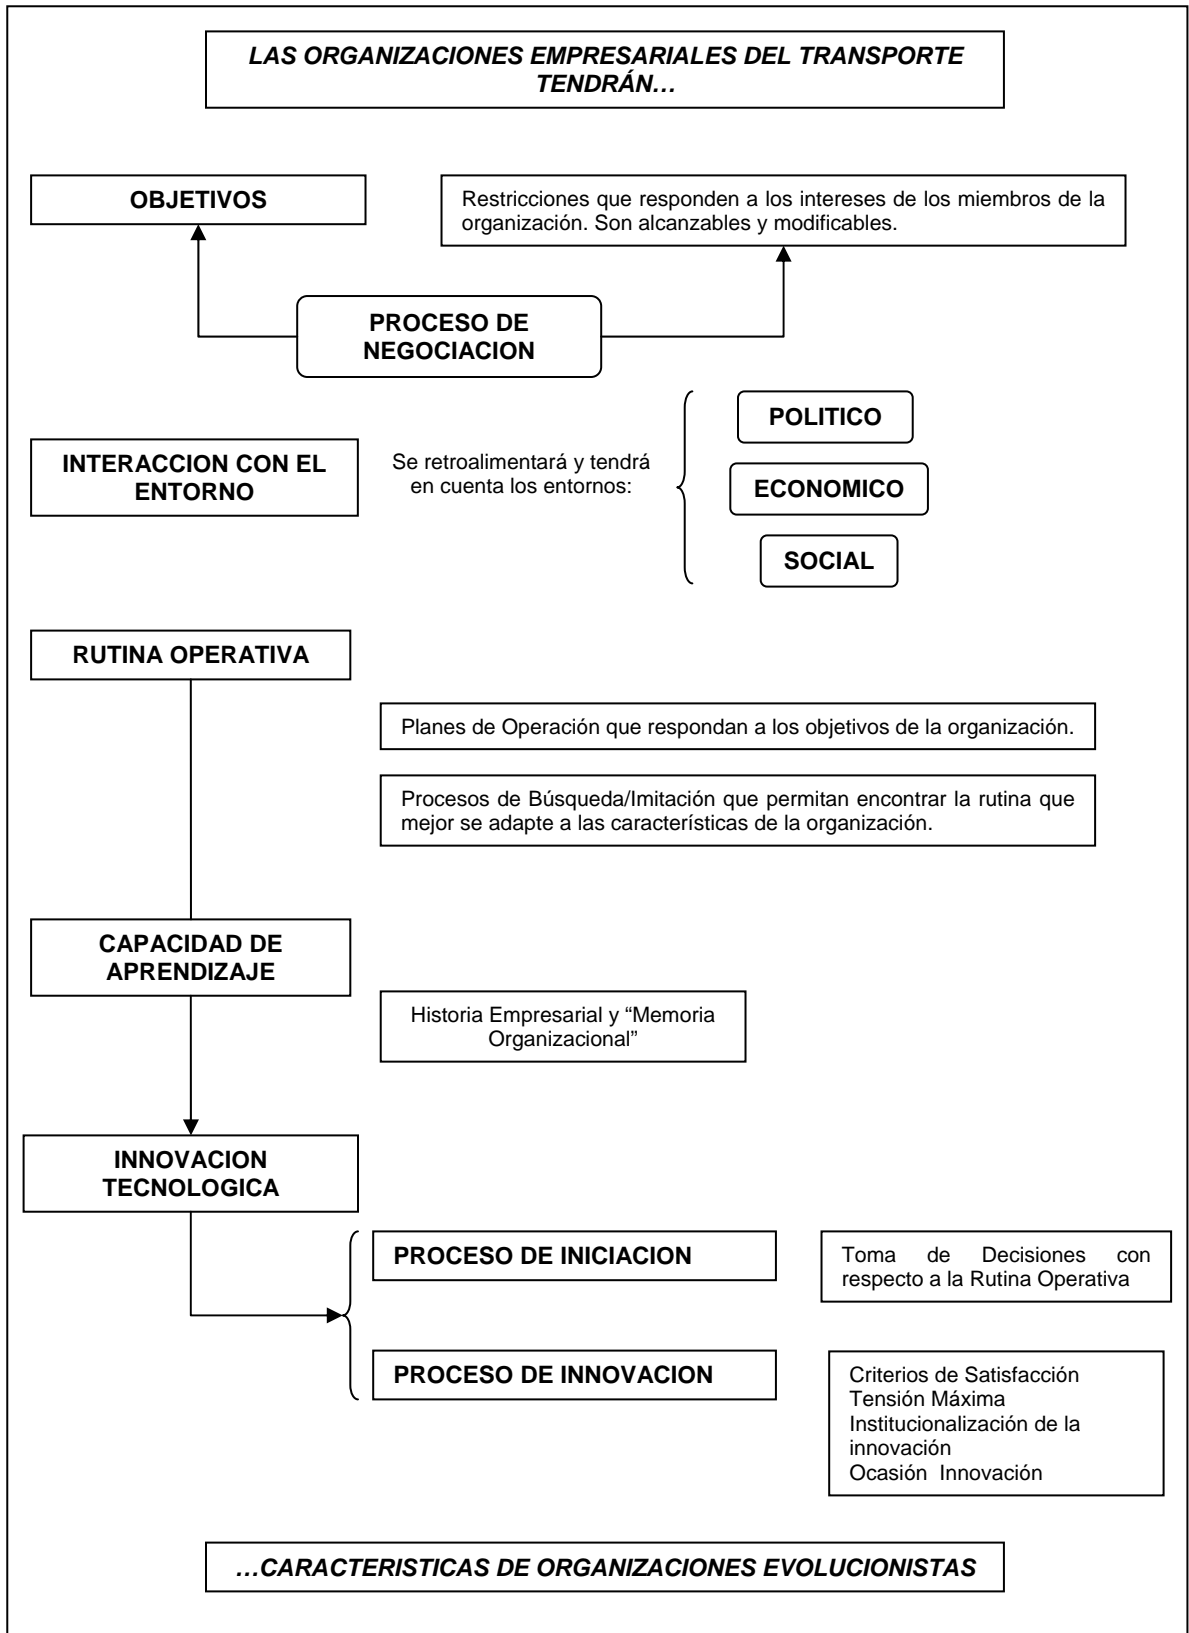 LAS ORGANIZACIONES EMPRESARIALES DEL TRANSPORTE
TENDRÁN…
OBJETIVOS
Restricciones que responden a los intereses de los miembros de la
organización. Son alcanzables y modificables.
PROCESO DE
NEGOCIACION
INTERACCION CON EL
ENTORNO
Se retroalimentará y tendrá
en cuenta los entornos:
POLITICO
ECONOMICO
SOCIAL
RUTINA OPERATIVA
Planes de Operación que respondan a los objetivos de la organización.
Procesos de Búsqueda/Imitación que permitan encontrar la rutina que
mejor se adapte a las características de la organización.
CAPACIDAD DE
APRENDIZAJE
Historia Empresarial y “Memoria
Organizacional”
INNOVACION
TECNOLOGICA
PROCESO DE INICIACION
Toma de Decisiones con
respecto a la Rutina Operativa
PROCESO DE INNOVACION
Criterios de Satisfacción
Tensión Máxima
Institucionalización de la
innovación
Ocasión Innovación
…CARACTERISTICAS DE ORGANIZACIONES EVOLUCIONISTAS